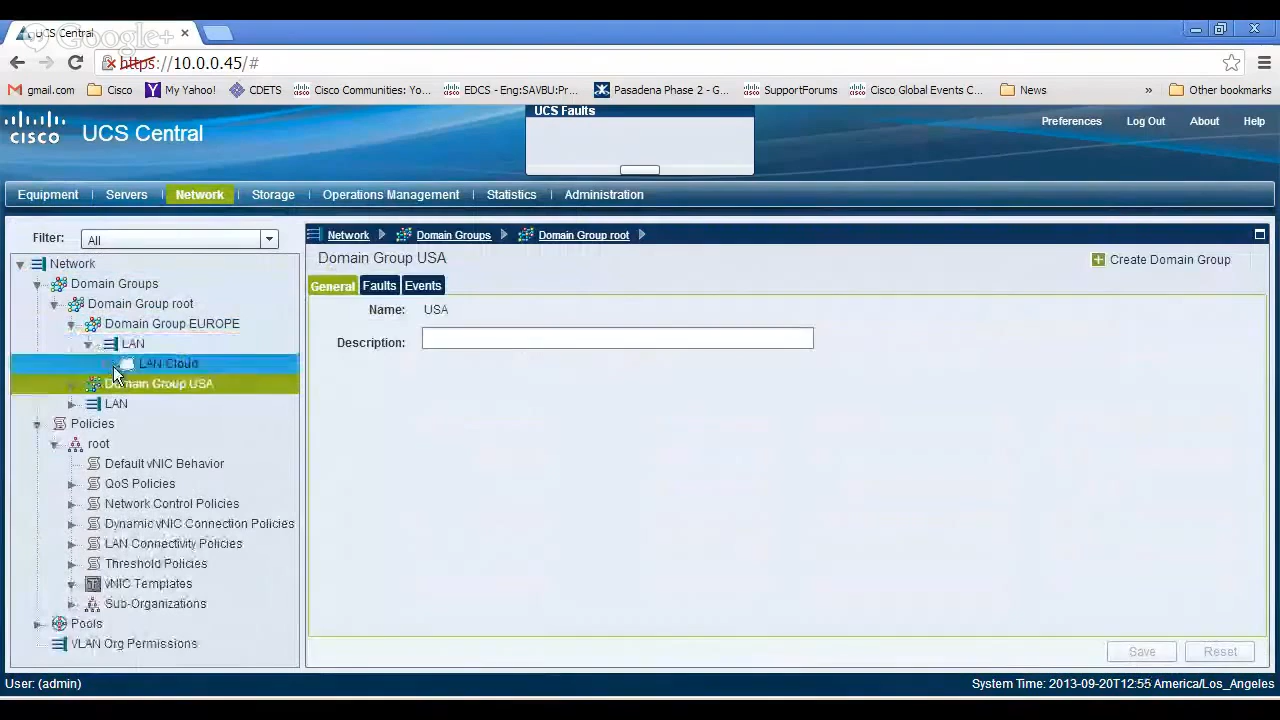 UCS Central
Google+
https://10.0.0.45/#
gmail.com Cisco My Yahoo! CDETS Cisco Communities: Yo... EDCS - Eng:SAVBU:Pr... Pasadena Phase 2 - G... SupportForums Cisco Global Events C... News » Other bookmarks
CISCO UCS Central
UCS Faults
Preferences Log Out About Help
Equipment Servers Network Storage Operations Management Statistics Administration
Filter: All
Network
Domain Groups
Domain Group root
Domain Group EUROPE
LAN
LAN Cloud
Domain Group USA
LAN
Policies
root
Default vNIC Behavior
QoS Policies
Network Control Policies
Dynamic vNIC Connection Policies
LAN Connectivity Policies
Threshold Policies
vNIC Templates
Sub-Organizations
Pools
VLAN Org Permissions
Network Domain Groups Domain Group root
Domain Group USA
Create Domain Group
General Faults Events
Name: USA
Description:
Save Reset
User: (admin)
System Time: 2013-09-20T12:55 America/Los_Angeles